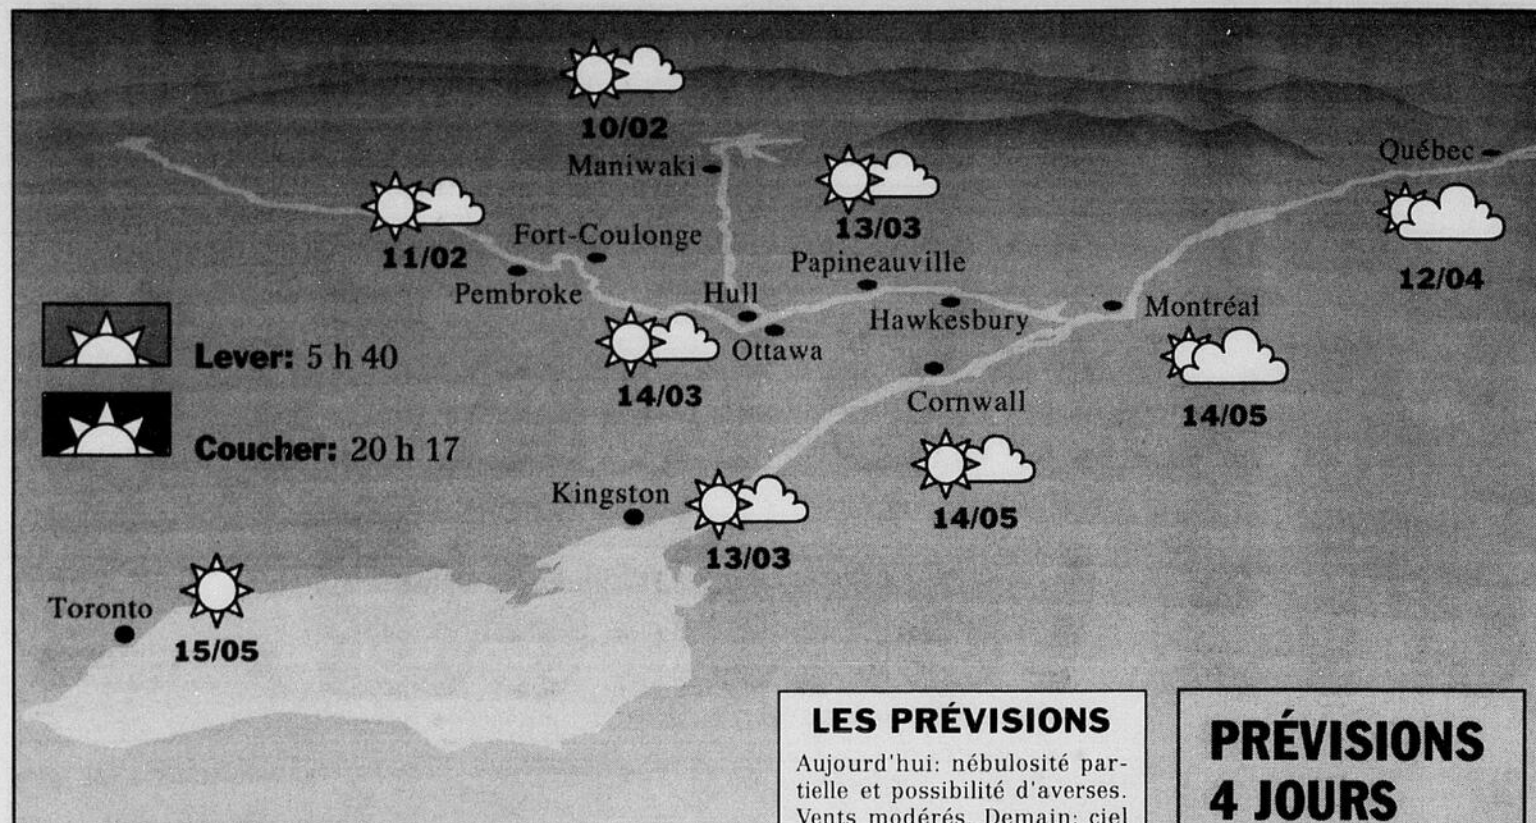 10/02
Maniwaki
Québec
13/03
11/02
Fort-Coulonge
Papineauville
12/04
Pembroke
Hull
Hawkesbury
Montréal
Lever: 5 h 40
Ottawa
14/03
Cornwall
14/05
Coucher: 20 h 17
Kingston
14/05
13/03
Toronto
15/05
LES PRÉVISIONS
Aujourd'hui: nébulosité par-
tielle et possibilité d'averses.
Vents modérés. Demain: ciel
PRÉVISIONS
4 JOURS